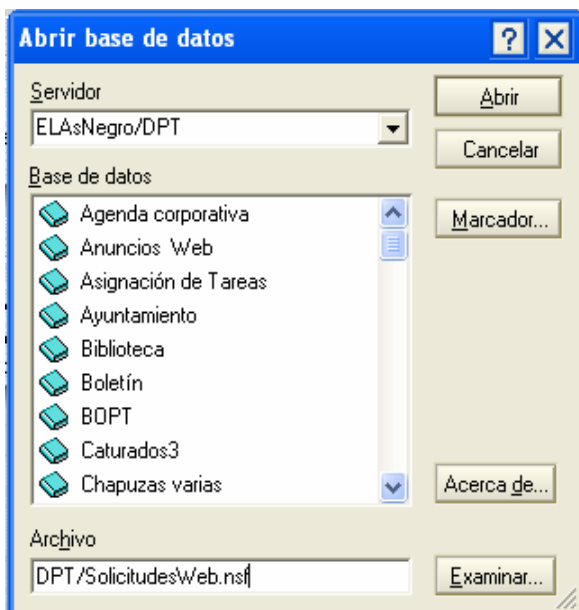 Abrir base de datos
Servidor
ELAsNegro/DPT
Abrir
Cancelar
Base de datos
Marcador...
Agenda corporativa
Anuncios Web
Asignación de Tareas
Ayuntamiento
Biblioteca
Boletín
BOPT
Caturados3
Chapuzas varias
Acerca de...
Archivo
DPT/SolicitudesWeb.nsf
Examinar...